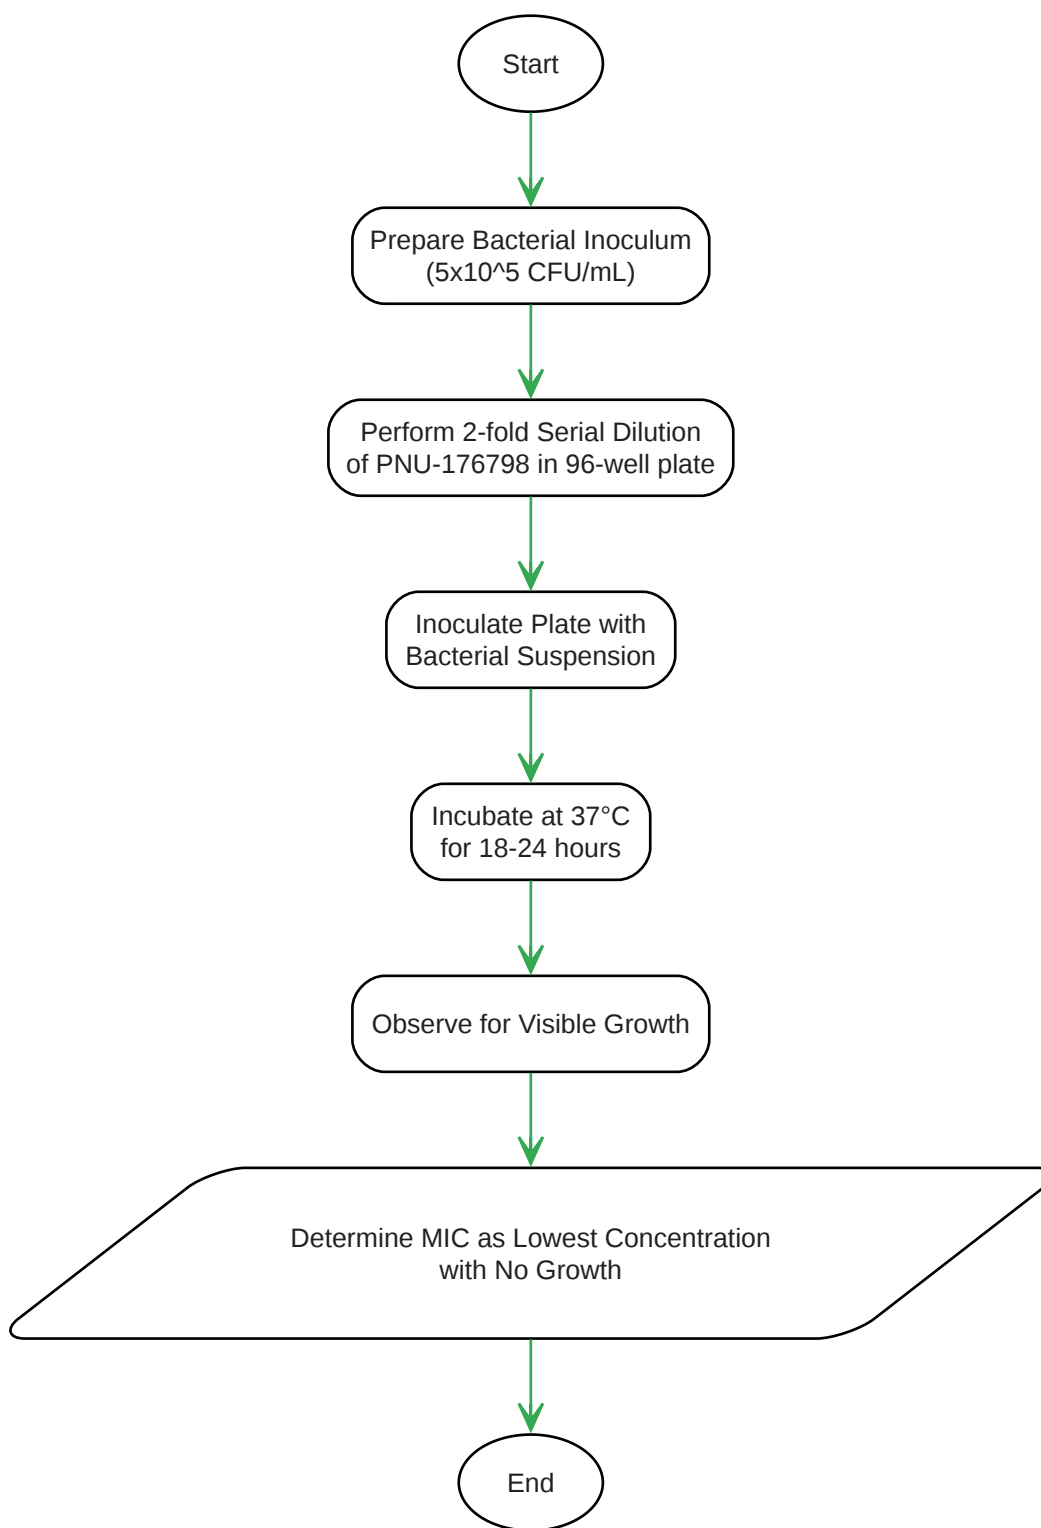 Start
Prepare Bacterial Inoculum
(5x10^5 CFU/mL)
Perform 2-fold Serial Dilution
of PNU-176798 in 96-well plate
Inoculate Plate with
Bacterial Suspension
Incubate at 37°C
for 18-24 hours
Observe for Visible Growth
Determine MIC as Lowest Concentration
with No Growth
End